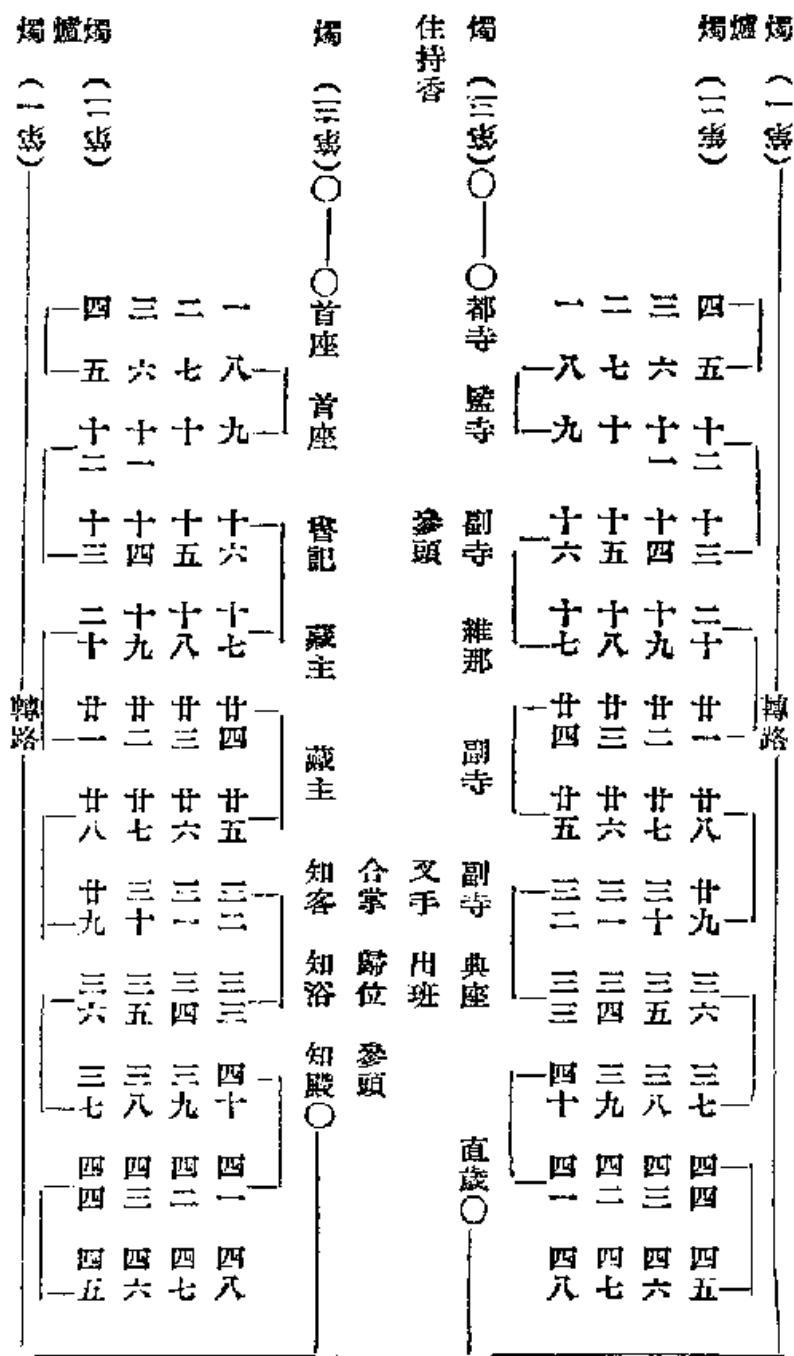 燭（第一） 轉路
爐
燭（第二） 四 五 十二 十三 二十 廿一 廿八 廿九 三六 三七 四四 四五
三 六 十一 十四 十九 廿二 廿七 三十 三五 三八 四三 四六
二 七 十 十五 十八 廿三 廿六 三一 三四 三九 四二 四七
一 八 九 十六 十七 廿四 廿五 三二 三三 四十 四一 四八
燭（第三）○ ○都寺 監寺 副寺 維那 副寺 副寺 典座 直歲○
住持香 參頭 叉手 出班
合掌 歸位 參頭
燭（第三）○ ○首座 首座 書記 藏主 藏主 知客 知浴 知殿○
一 八 九 十六 十七 廿四 廿五 三二 三三 四十 四一 四八
二 七 十 十五 十八 廿三 廿六 三一 三四 三九 四二 四七
三 六 十一 十四 十九 廿二 廿七 三十 三五 三八 四三 四六
燭（第二） 四 五 十二 十三 二十 廿一 廿八 廿九 三六 三七 四四 四五
爐
燭（第一） 轉路